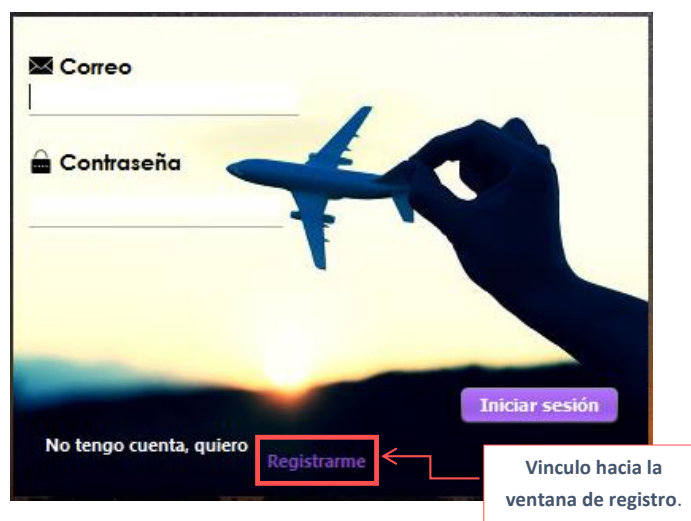 Correo
Contraseña
Iniciar sesión
No tengo cuenta, quiero
Registrarme
Vinculo hacia la
ventana de registro.